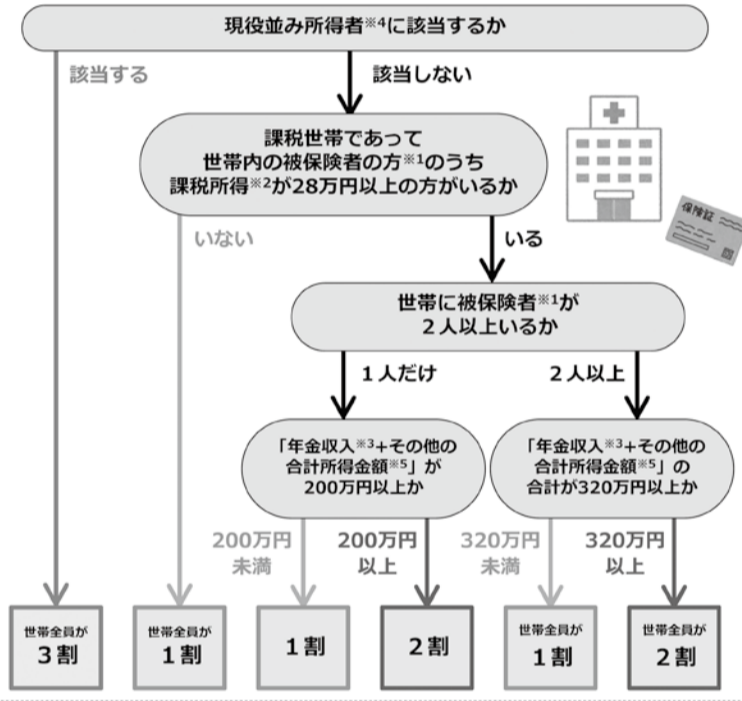 現役並み所得者※4に該当するか
該当する
該当しない
課税世帯であって
世帯内の被保険者の方※1のうち
課税所得※2が28万円以上の方がいるか
保険証
いない
いる
世帯に被保険者※1が
2人以上いるか
1人だけ
2人以上
「年金収入※3+その他の
合計所得金額※5」が
200万円以上か
「年金収入※3+その他の
合計所得金額※5」の
合計が320万円以上か
200万円
未満
200万円
以上
320万円
未満
320万円
以上
世帯全員が
3割
世帯全員が
1割
1割
2割
世帯全員が
1割
世帯全員が
2割